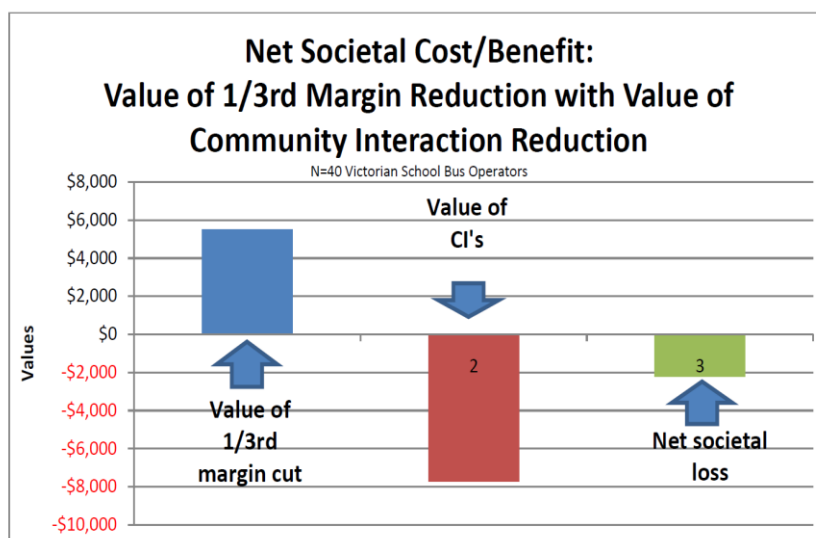 Net Societal Cost/Benefit:
Value of 1/3rd Margin Reduction with Value of
Community Interaction Reduction
N=40 Victorian School Bus Operators
$8,000
$6,000
$4,000
$2,000
$0
-$2,000
-$4,000
-$6,000
-$8,000
-$10,000
Values
Value of
1/3rd
margin cut
Value of
CI's
2
3
Net societal
loss